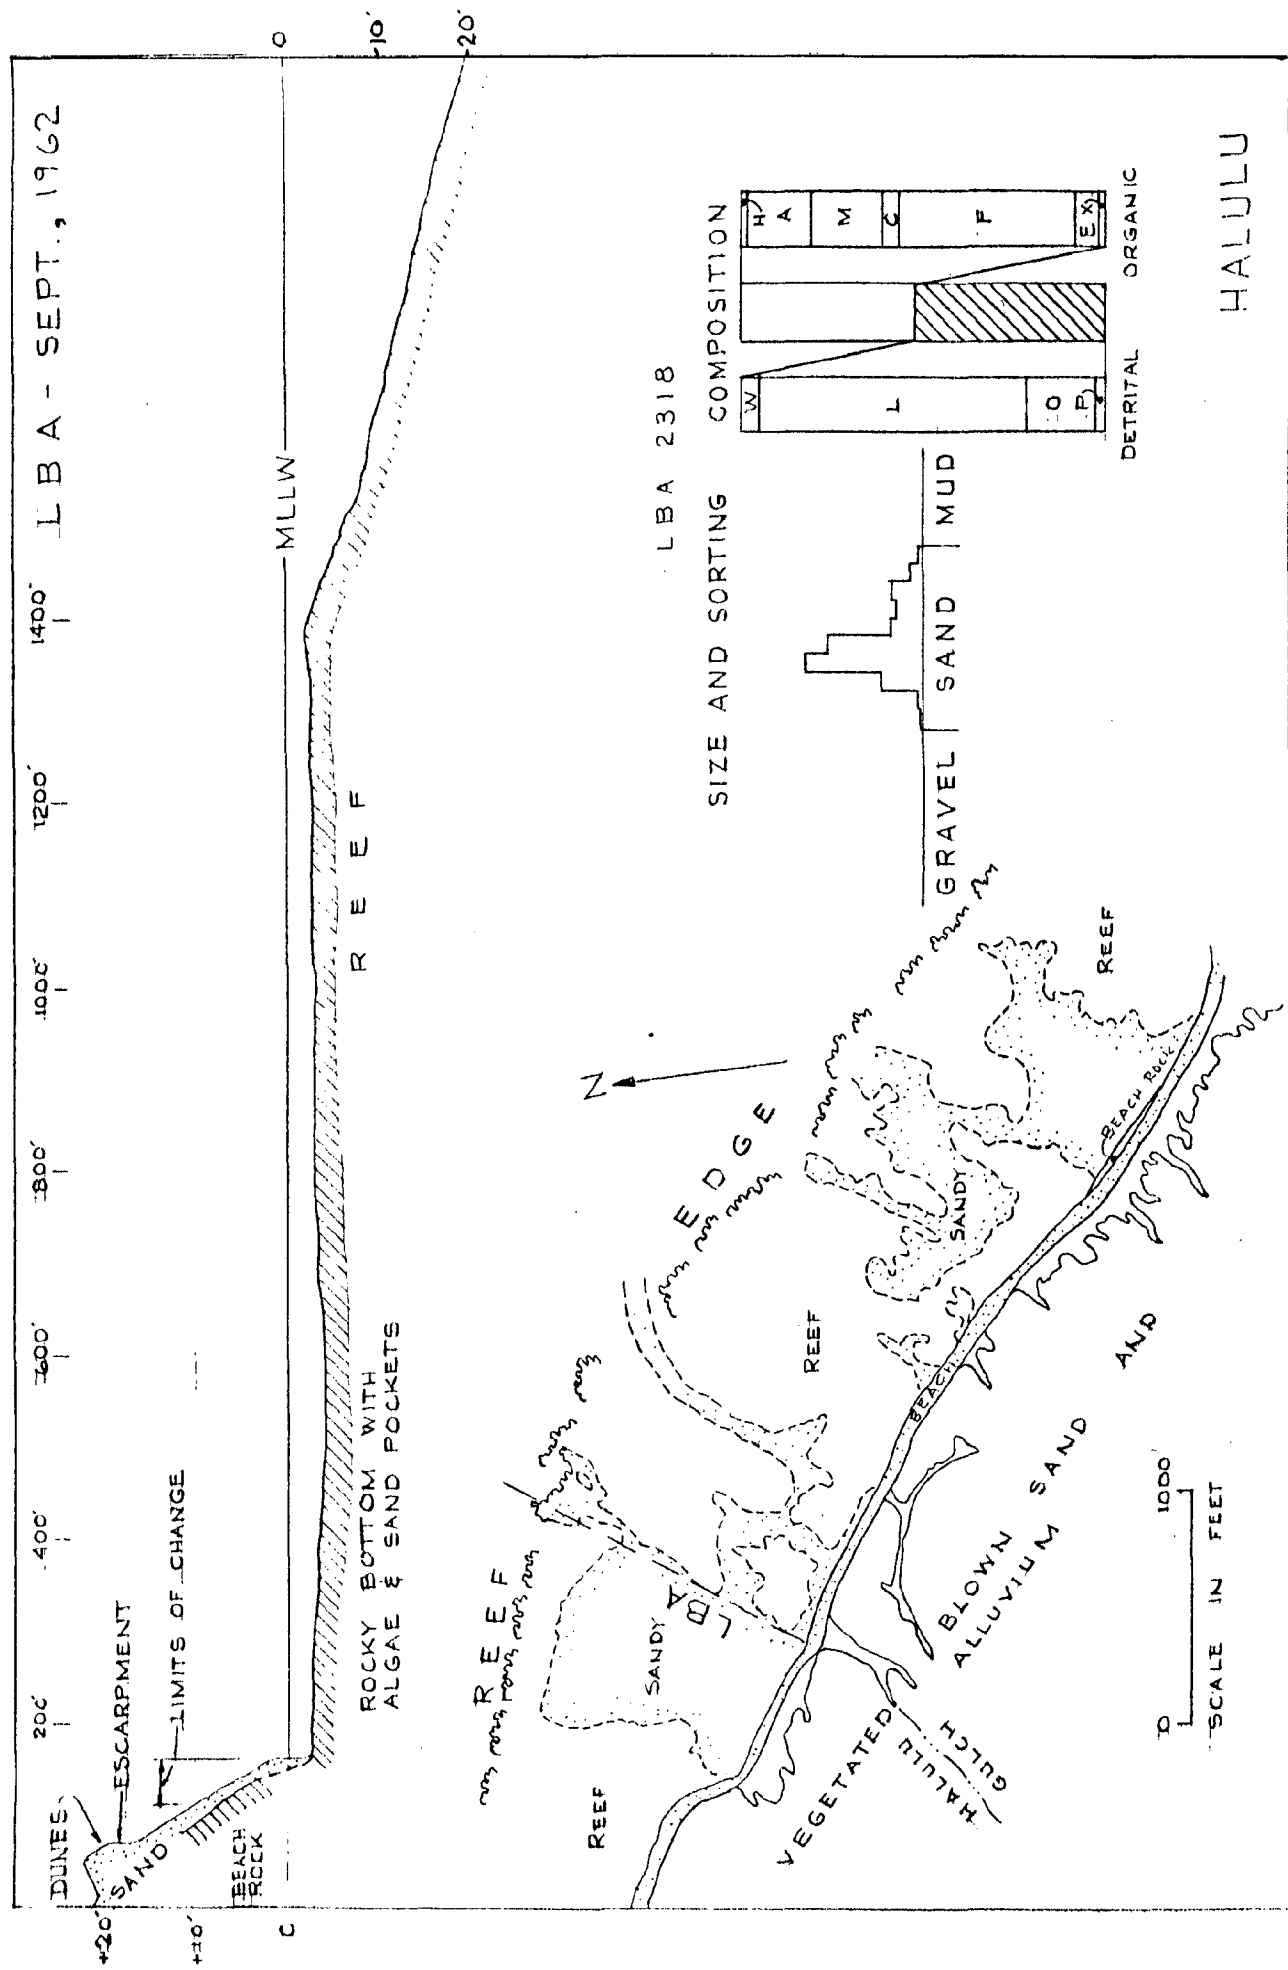 LBA - SEPT., 1962
200'
400'
600'
800'
1000'
1200'
1400'
+20'
+10'
0
0
-10'
-20'
DUNES
ESCARPMENT
LIMITS OF CHANGE
SAND
BEACH
ROCK
MLLW
ROCKY BOTTOM WITH
ALGAE & SAND POCKETS
REEF
LBA 2318
SIZE AND SORTING
COMPOSITION
GRAVEL
SAND
MUD
W
L
O
P
H
A
M
C
F
E
X
DETRITAL
ORGANIC
REEF
EDGE
N
REEF
SANDY
LBA
REEF
SANDY
REEF
BEACH
BEACH ROCK
VEGETATED
BLOWN SAND AND
ALLUVIUM
HALULU
GULCH
0
1000'
SCALE IN FEET
HALULU